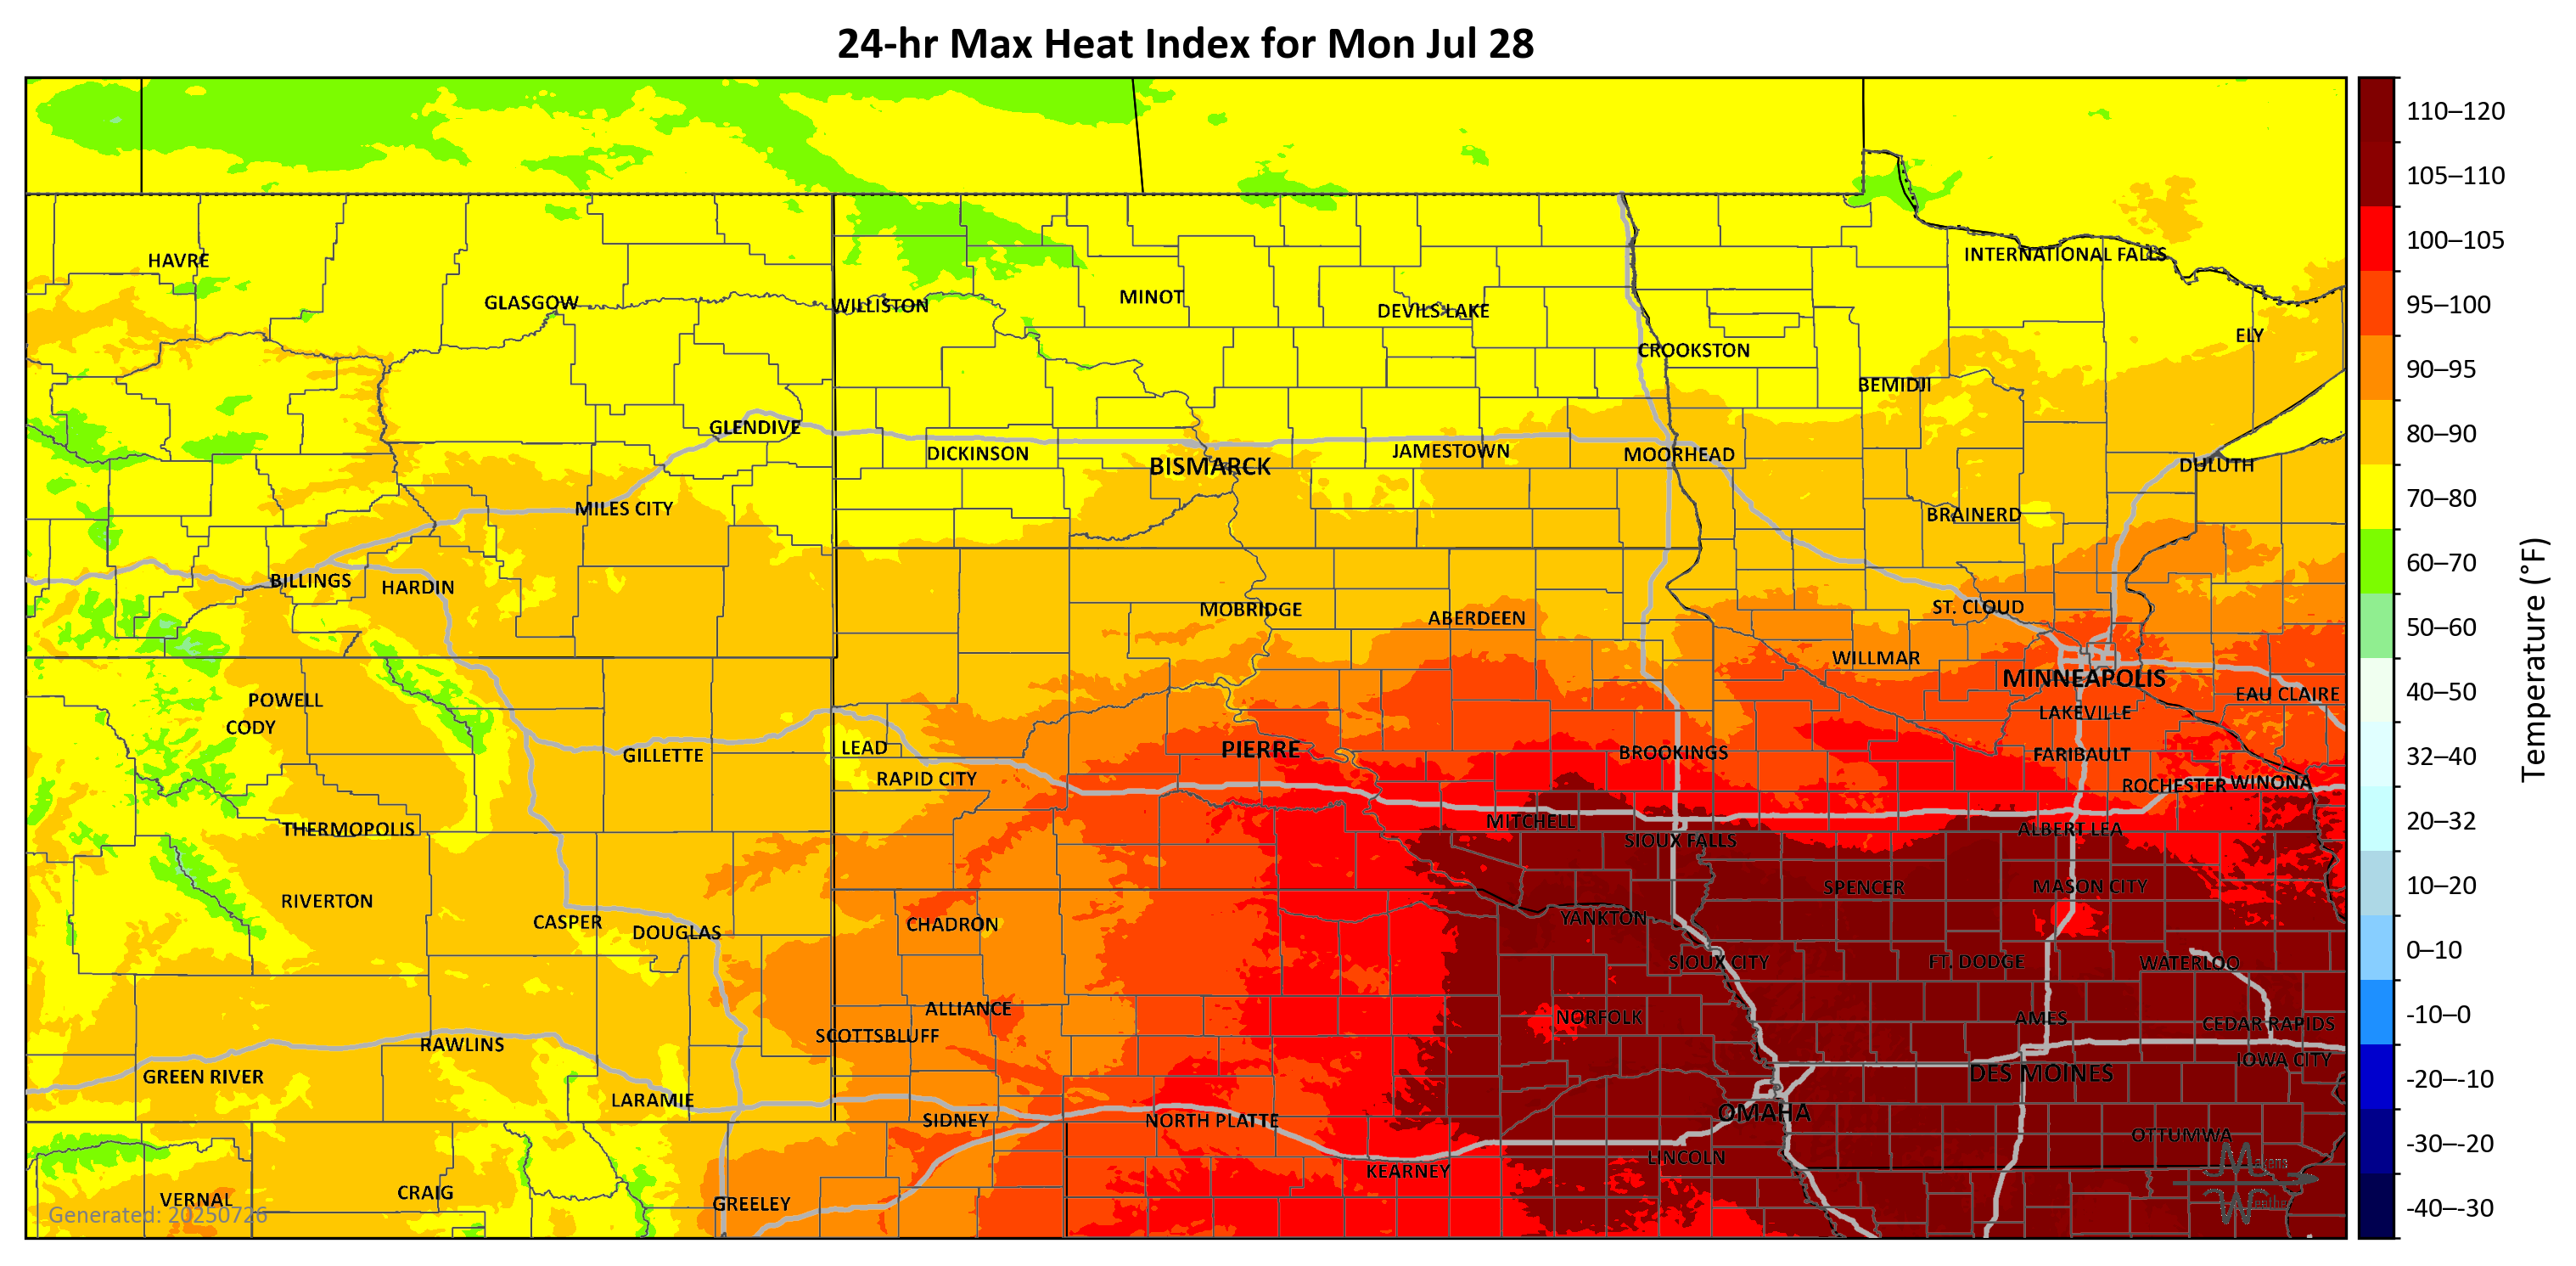 24-hr Max Heat Index for Mon Jul 28
110−120
105−110
100−105
95−100
90−95
80−90
70−80
60−70
50−60
40−50
32−40
20−32
10−20
0−10
-10−0
-20−-10
-30−-20
-40−-30
Temperature (°F)
HAVRE
INTERNATIONAL FALLS
GLASGOW
WILLISTON
MINOT
DEVILS LAKE
ELY
CROOKSTON
BEMIDJI
GLENDIVE
DICKINSON
BISMARCK
JAMESTOWN
MOORHEAD
DULUTH
MILES CITY
BRAINERD
BILLINGS
HARDIN
MOBRIDGE
ABERDEEN
ST. CLOUD
WILLMAR
MINNEAPOLIS
POWELL
EAU CLAIRE
CODY
LAKEVILLE
GILLETTE
LEAD
PIERRE
BROOKINGS
FARIBAULT
RAPID CITY
ROCHESTER
WINONA
THERMOPOLIS
MITCHELL
SIOUX FALLS
ALBERT LEA
RIVERTON
SPENCER
MASON CITY
CASPER
DOUGLAS
CHADRON
YANKTON
SIOUX CITY
FT. DODGE
WATERLOO
ALLIANCE
NORFOLK
AMES
CEDAR RAPIDS
SCOTTSBLUFF
RAWLINS
IOWA CITY
GREEN RIVER
DES MOINES
LARAMIE
SIDNEY
NORTH PLATTE
OMAHA
OTTUMWA
LINCOLN
KEARNEY
VERNAL
CRAIG
GREELEY
Generated: 20250726
Makens
Weather